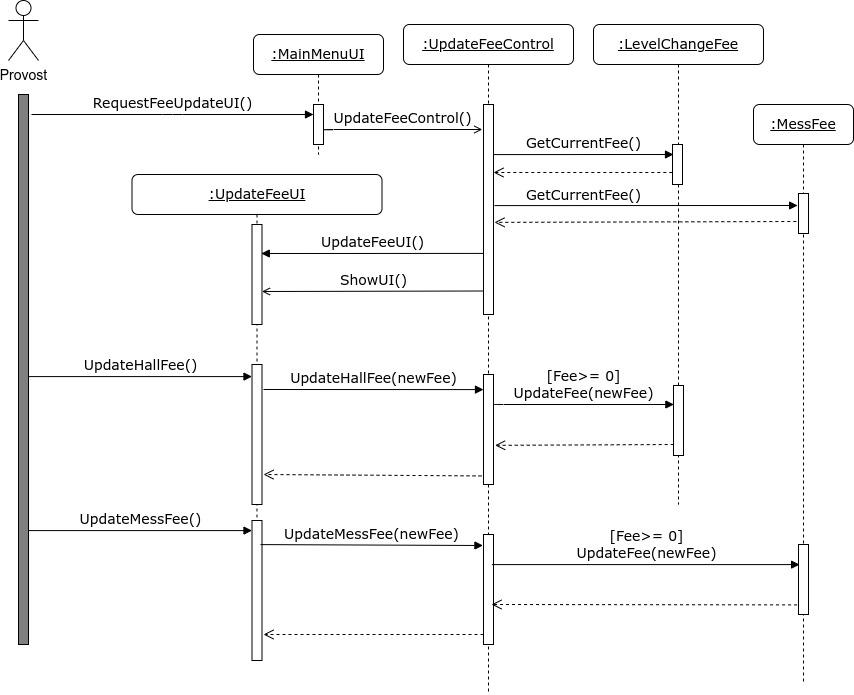 :UpdateFeeControl
:LevelChangeFee
:MainMenuUI
Provost
RequestFeeUpdateUI()
UpdateFeeControl()
:MessFee
GetCurrentFee()
:UpdateFeeUI
GetCurrentFee()
UpdateFeeUI()
ShowUI()
UpdateHallFee()
UpdateHallFee(newFee)
[Fee>= 0]
UpdateFee(newFee)
UpdateMessFee()
UpdateMessFee(newFee)
[Fee>= 0]
UpdateFee(newFee)